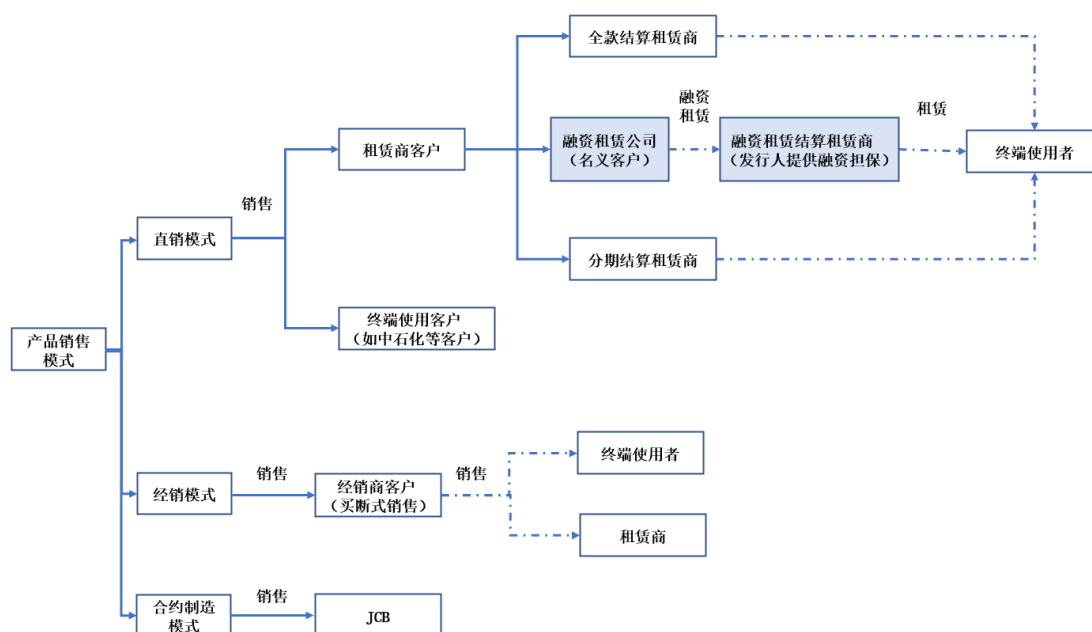 全款结算租赁商
融资
租赁
租赁
融资租赁公司
（名义客户）
融资租赁结算租赁商
（发行人提供融资担保）
租赁商客户
终端使用者
销售
直销模式
分期结算租赁商
终端使用客户
（如中石化等客户）
产品销售
模式
终端使用者
销售
销售
经销模式
经销商客户
（买断式销售）
租赁商
销售
合约制造
模式
JCB